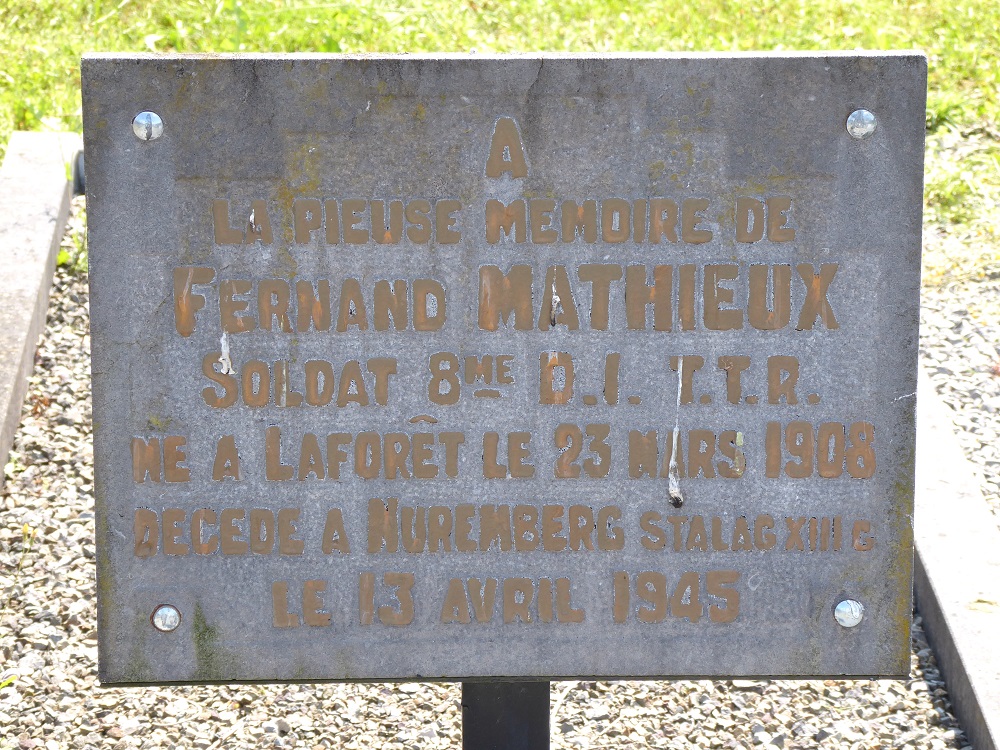 A
LA PIEUSE MEMOIRE DE
FERNAND MATHIEUX
SOLDAT 8ME D.I. T.T.R.
NE A LAFORÊT LE 23 MARS 1908
DECEDE A NUREMBERG STALAG XIII G
LE 13 AVRIL 1945